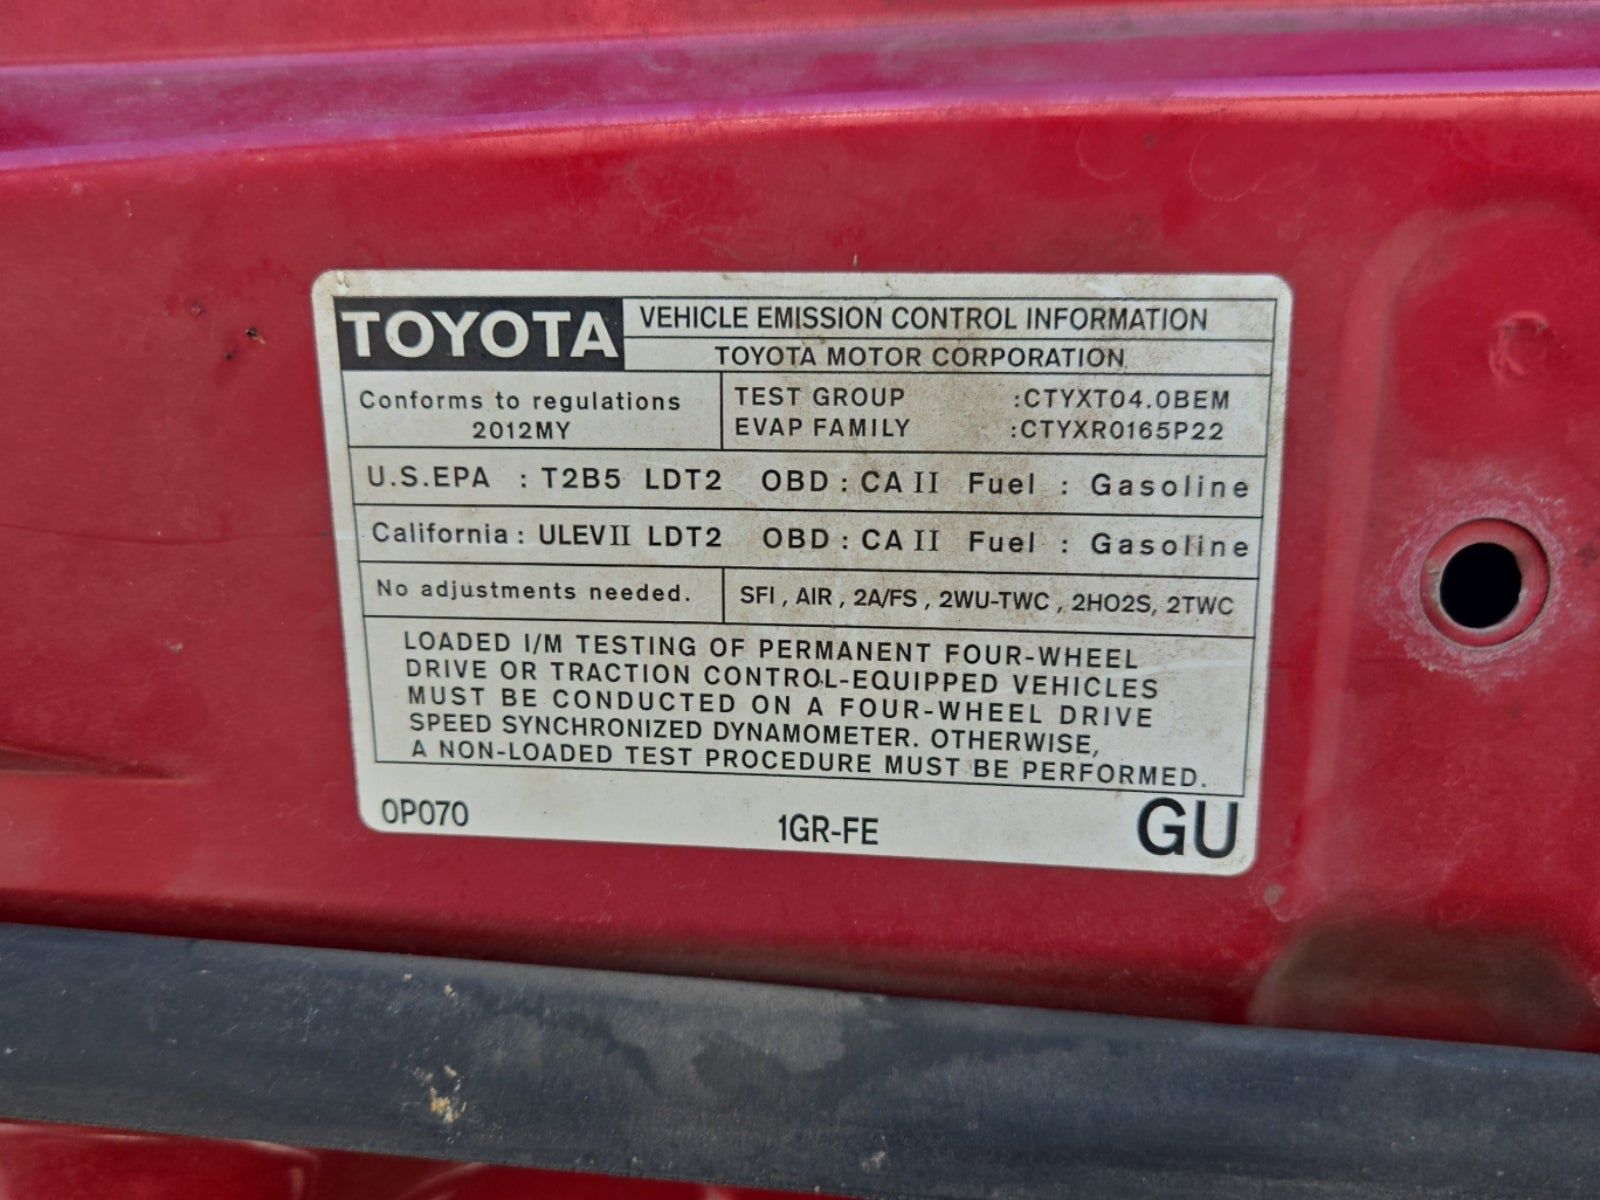 TOYOTA VEHICLE EMISSION CONTROL INFORMATION
TOYOTA MOTOR CORPORATION
Conforms to regulations
2012MY
TEST GROUP :CTYXT04.0BEM
EVAP FAMILY :CTYXR0165P22
U.S.EPA : T2B5 LDT2 OBD : CA II Fuel : Gasoline
California : ULEV II LDT2 OBD : CA II Fuel : Gasoline
No adjustments needed.
SFI , AIR , 2A/FS , 2WU-TWC , 2HO2S, 2TWC
LOADED I/M TESTING OF PERMANENT FOUR-WHEEL
DRIVE OR TRACTION CONTROL-EQUIPPED VEHICLES
MUST BE CONDUCTED ON A FOUR-WHEEL DRIVE
SPEED SYNCHRONIZED DYNAMOMETER. OTHERWISE,
A NON-LOADED TEST PROCEDURE MUST BE PERFORMED.
0P070 1GR-FE GU